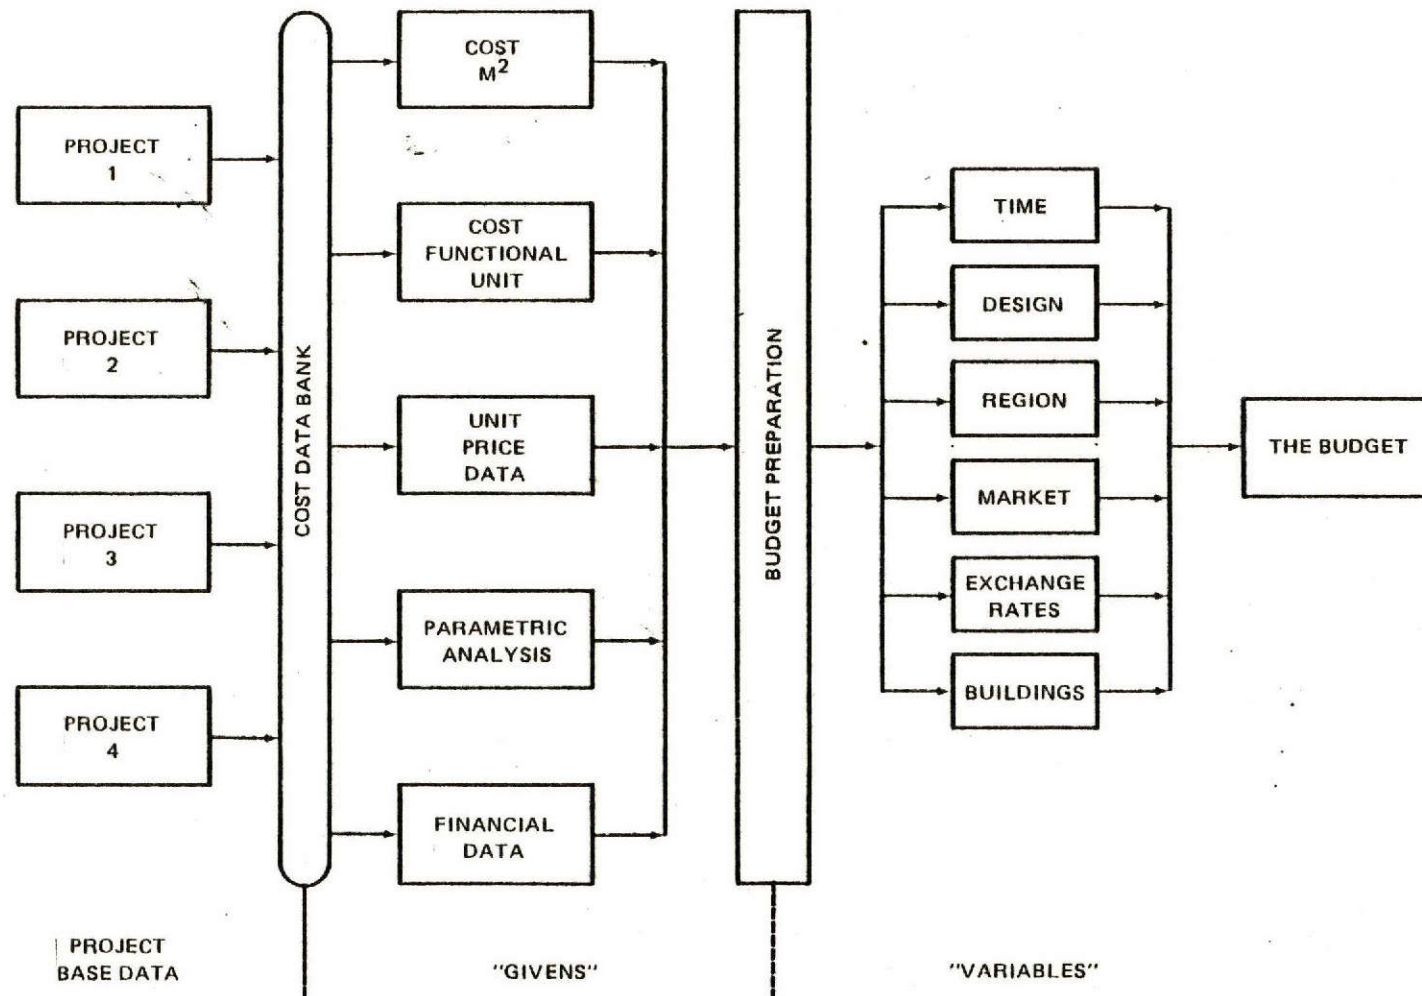 PROJECT
1
PROJECT
2
PROJECT
3
PROJECT
4
COST DATA BANK
COST
M²
COST
FUNCTIONAL
UNIT
UNIT
PRICE
DATA
PARAMETRIC
ANALYSIS
FINANCIAL
DATA
BUDGET PREPARATION
TIME
DESIGN
REGION
MARKET
EXCHANGE
RATES
BUILDINGS
THE BUDGET
PROJECT
BASE DATA
"GIVENS"
"VARIABLES"